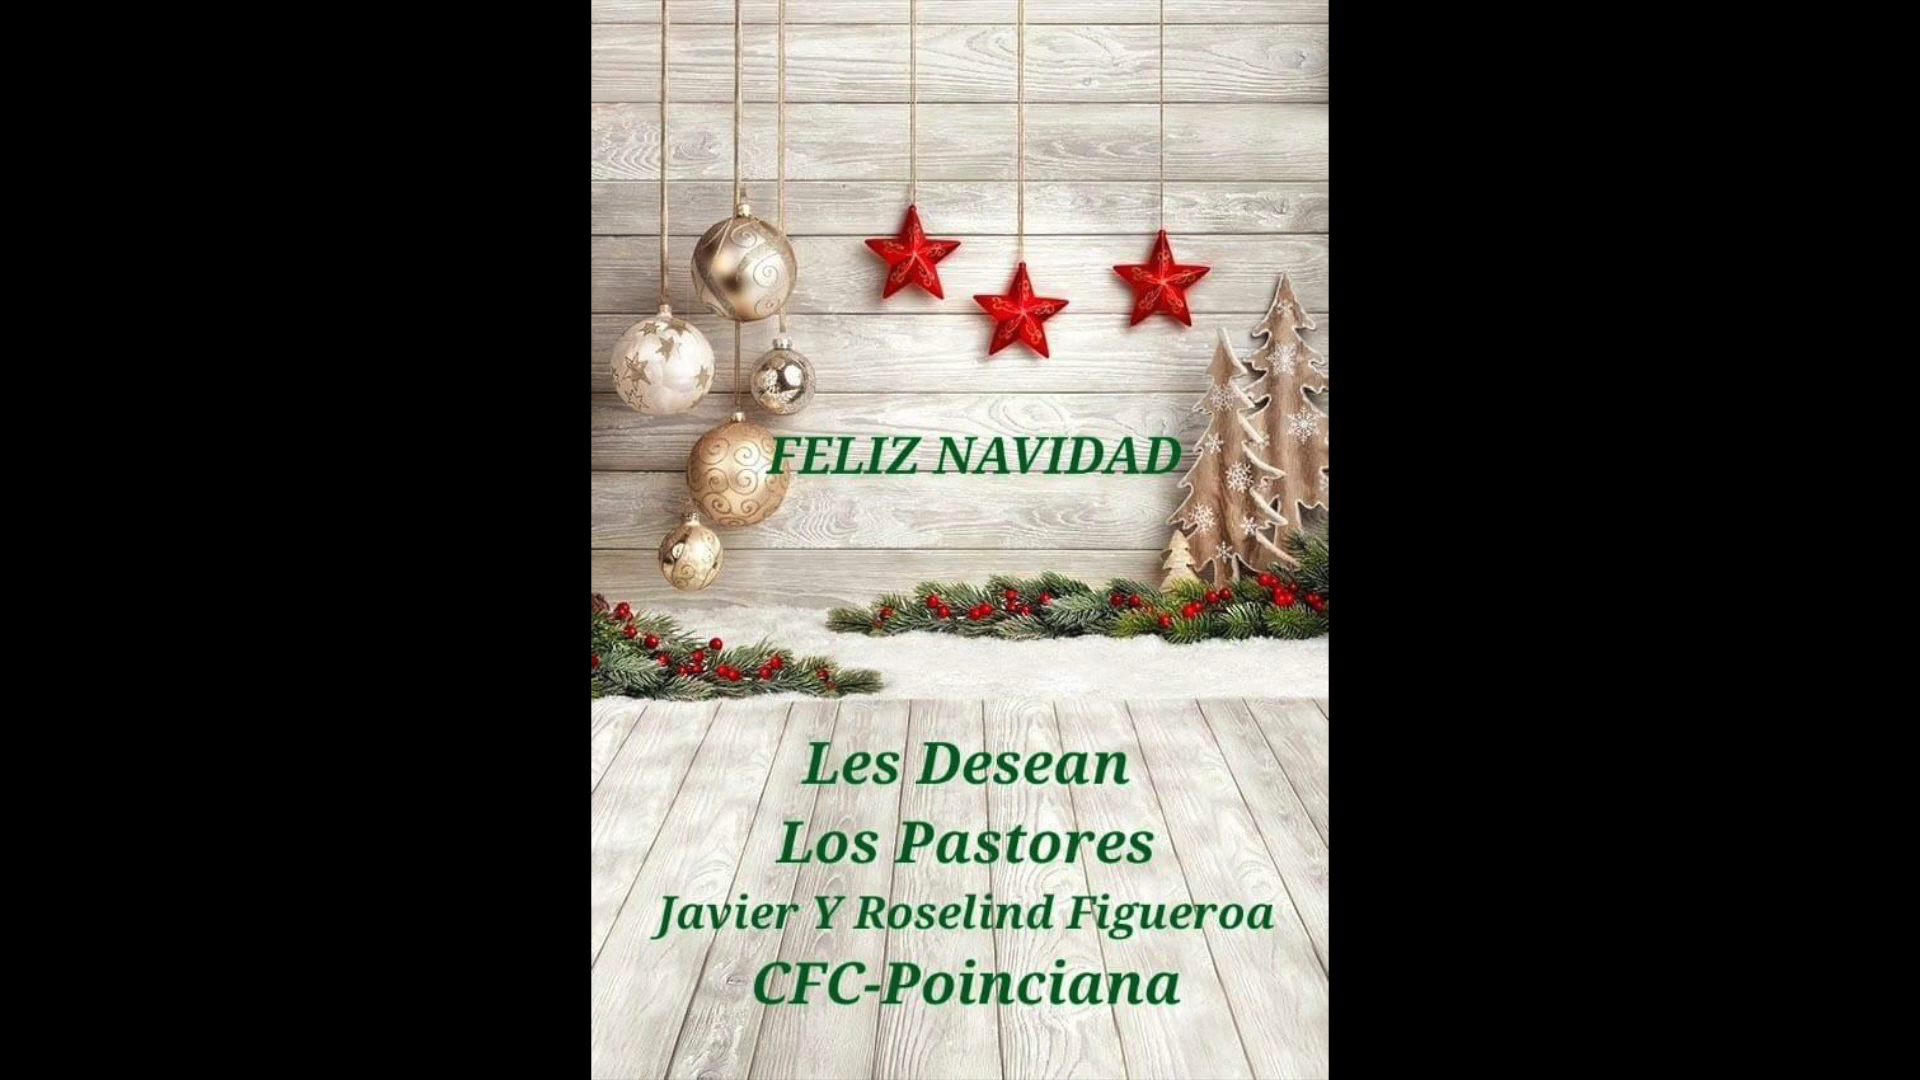 FELIZ NAVIDAD
Les Desean
Los Pastores
Javier Y Roselind Figueroa
CFC-Poinciana